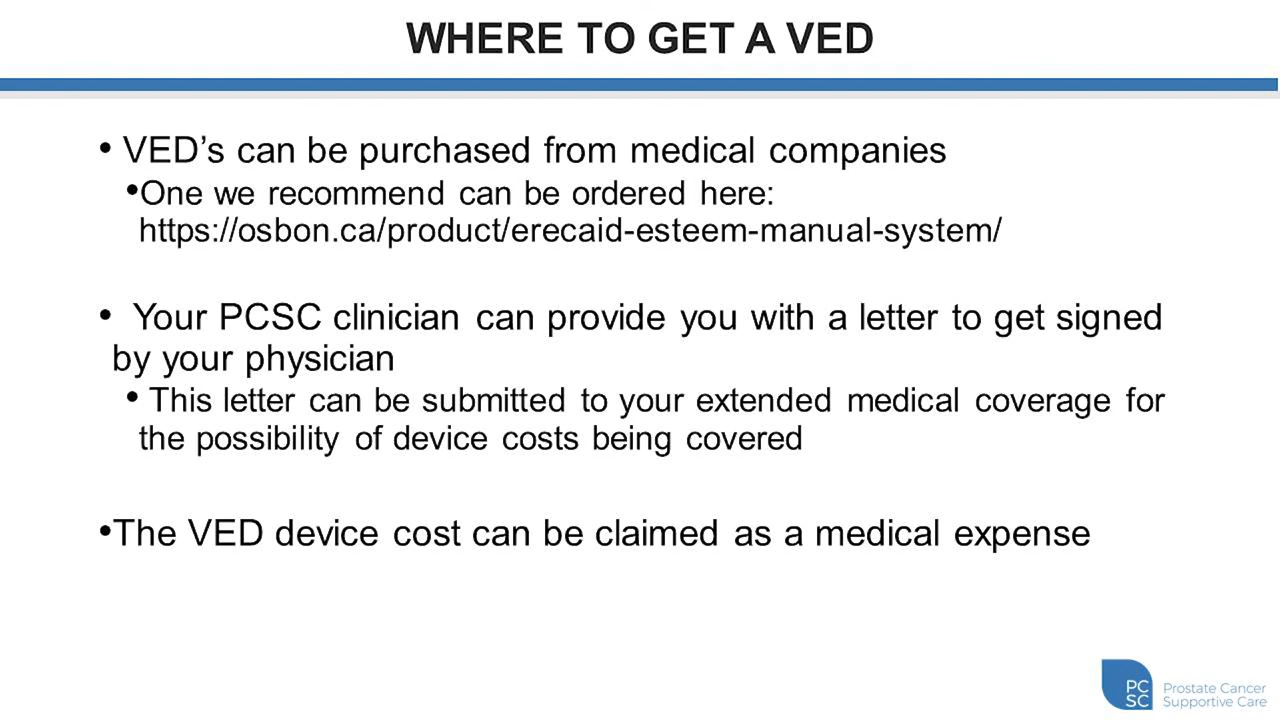 WHERE TO GET A VED
• VED’s can be purchased from medical companies
•One we recommend can be ordered here:
https://osbon.ca/product/erecaid-esteem-manual-system/
• Your PCSC clinician can provide you with a letter to get signed
by your physician
• This letter can be submitted to your extended medical coverage for
the possibility of device costs being covered
•The VED device cost can be claimed as a medical expense
PC
SC
Prostate Cancer
Supportive Care